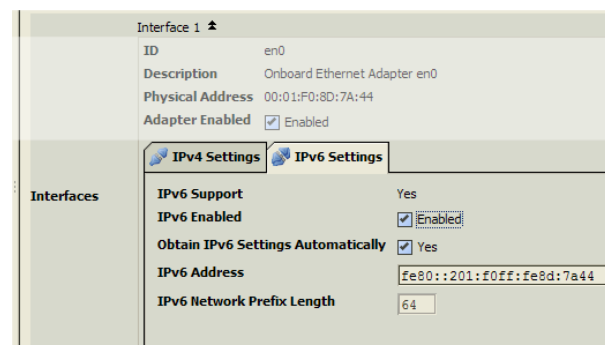 Interface 1
ID en0
Description Onboard Ethernet Adapter en0
Physical Address 00:01:F0:8D:7A:44
Adapter Enabled Enabled
IPv4 Settings IPv6 Settings
Interfaces
IPv6 Support Yes
IPv6 Enabled Enabled
Obtain IPv6 Settings Automatically Yes
IPv6 Address fe80::201:f0ff:fe8d:7a44
IPv6 Network Prefix Length 64